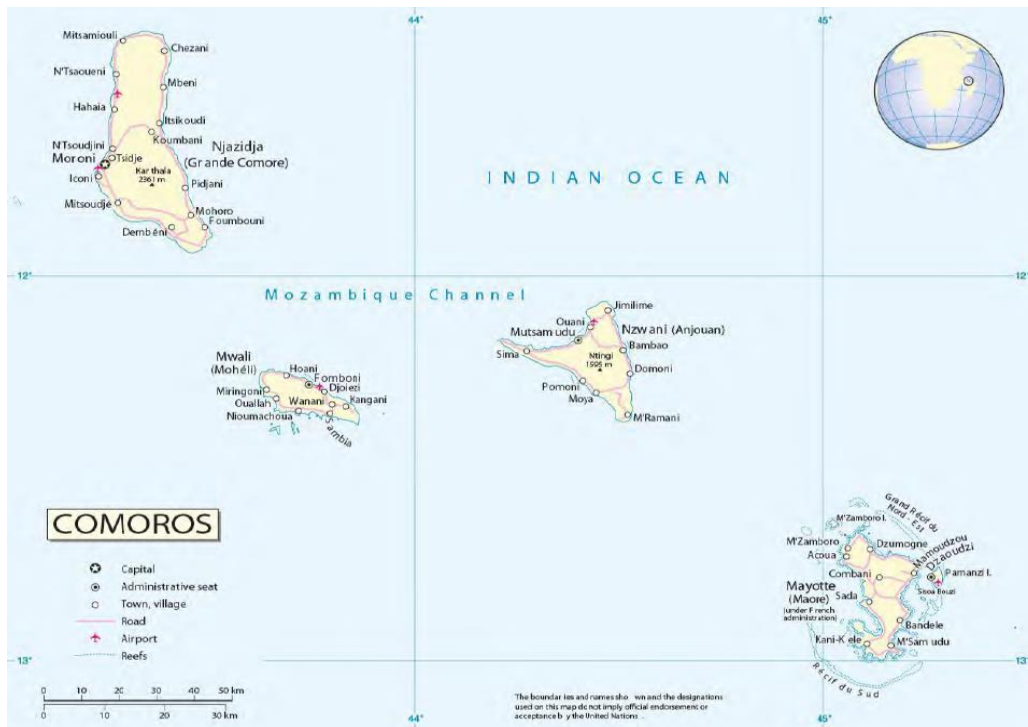 44°
45°
Mitsamiouli
Chezani
N'Tsaoueni
Mbeni
Hahaia
Itsikoudi
Koumbani
N'Tsoudjini
Njazidja
Moroni
Tsidje
(Grande Comore)
Karthala
2361 m
Iconi
Pidjani
Mitsoudjé
Mohoro
Foumbouni
Dembéni
INDIAN OCEAN
12°
12°
Mozambique Channel
Jimilime
Ouani
Mutsamudu
Nzwani (Anjouan)
Sima
Bambao
Ntingi
1595 m
Domoni
Pomoni
Moya
M'Ramani
Mwali
(Mohéli)
Hoani
Fomboni
Djoiezi
Miringoni
Ouallah
Wanani
Kangani
Nioumachoua
Sambia
COMOROS
Capital
Administrative seat
Town, village
Road
Airport
Reefs
0 10 20 30 40 50 km
0 10 20 30 km
Grand Récif du
Nord - Est
M'Zamboro I.
M'Zamboro
Dzumogne
Acoua
Mamoudzou
Dzaoudzi
Combani
Pamanzi I.
Mayotte
(Maore)
(under French
administration)
Sada
Bandele
Kani-Kele
M'Samudu
Récif du Sud
13°
13°
The boundaries and names shown and the designations
used on this map do not imply official endorsement or
acceptance by the United Nations.
44°
45°